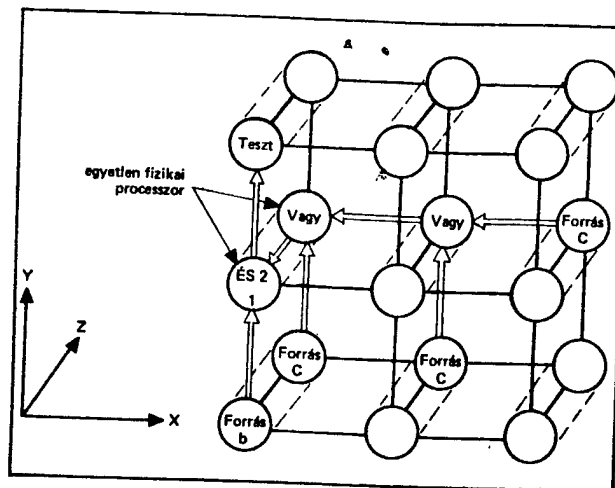 Teszt
egyetlen fizikai
processzor
Vagy
Vagy
Forrás
C
ÉS 2
1
Y
Z
X
Forrás
C
Forrás
C
Forrás
b